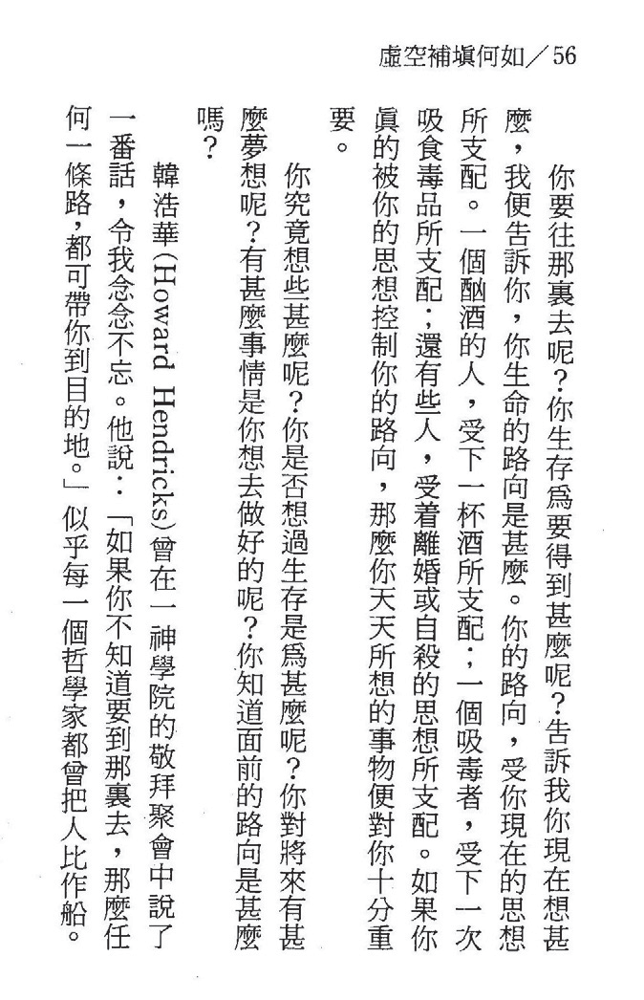 虛空補塡何如／56
你要往那裏去呢？你生存爲要得到甚麼呢？告訴我你現在想甚
麼，我便告訴你，你生命的路向是甚麼。你的路向，受你現在的思想
所支配。一個酗酒的人，受下一杯酒所支配；一個吸毒者，受下一次
吸食毒品所支配；還有些人，受着離婚或自殺的思想所支配。如果你
眞的被你的思想控制你的路向，那麼你天天所想的事物便對你十分重
要。
你究竟想些甚麼呢？你是否想過生存是爲甚麼呢？你對將來有甚
麼夢想呢？有甚麼事情是你想去做好的呢？你知道面前的路向是甚麼
嗎？
韓浩華(Howard Hendricks)曾在一神學院的敬拜聚會中說了
一番話，令我念念不忘。他說：「如果你不知道要到那裏去，那麼任
何一條路，都可帶你到目的地。」似乎每一個哲學家都曾把人比作船。